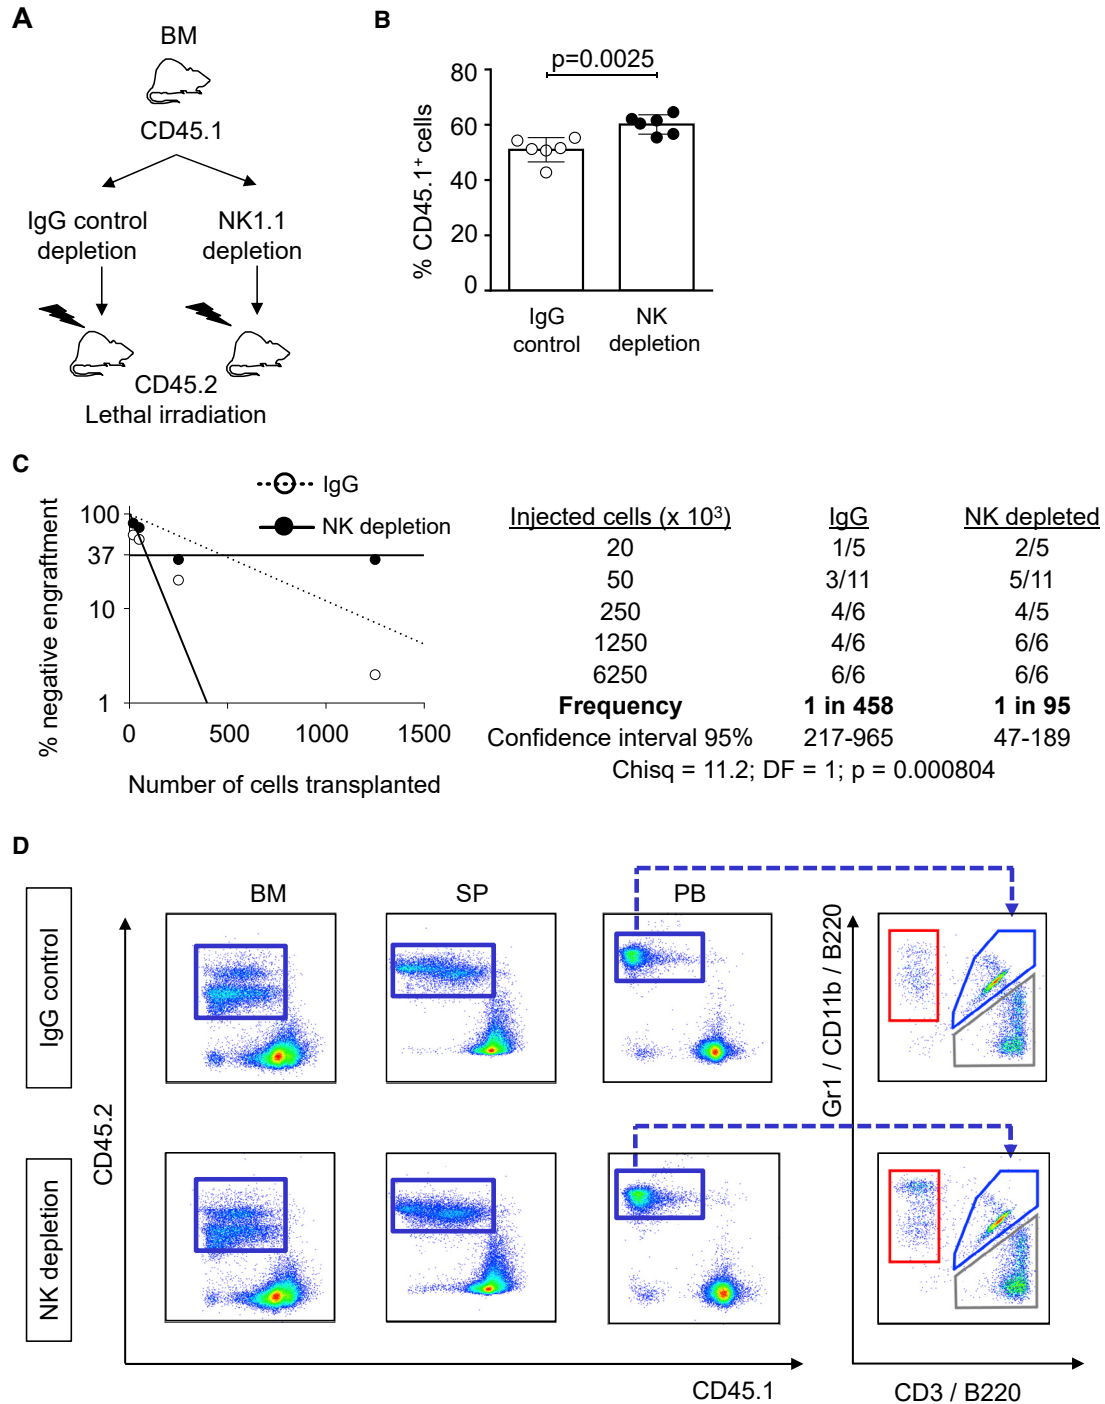 A
BM
CD45.1
IgG control
depletion
NK1.1
depletion
CD45.2
Lethal irradiation
B
p=0.0025
% CD45.1+ cells
80
60
40
20
0
IgG
control
NK
depletion
C
IgG
NK depletion
% negative engraftment
100
37
10
1
0
500
1000
1500
Number of cells transplanted
Injected cells (x 10³) IgG NK depleted
20 1/5 2/5
50 3/11 5/11
250 4/6 4/5
1250 4/6 6/6
6250 6/6 6/6
Frequency 1 in 458 1 in 95
Confidence interval 95% 217-965 47-189
Chisq = 11.2; DF = 1; p = 0.000804
D
BM
SP
PB
IgG control
NK depletion
CD45.2
CD45.1
Gr1 / CD11b / B220
CD3 / B220